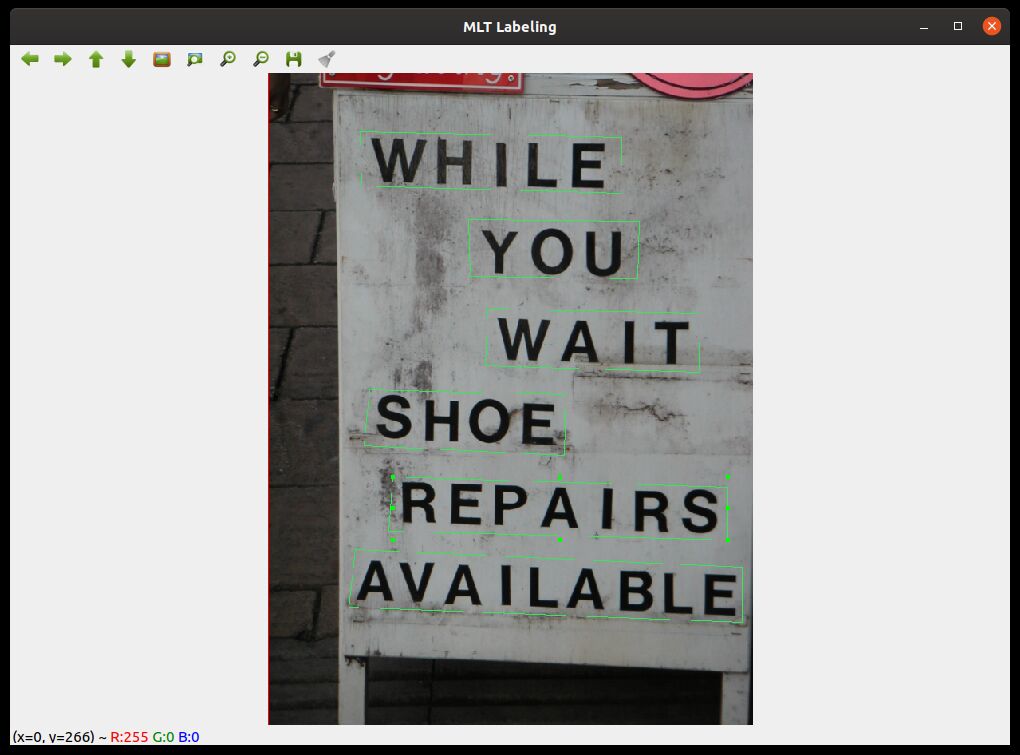 MLT Labeling
WHILE
YOU
WAIT
SHOE
REPAIRS
AVAILABLE
(x=0, y=266) ~ R:255 G:0 B:0